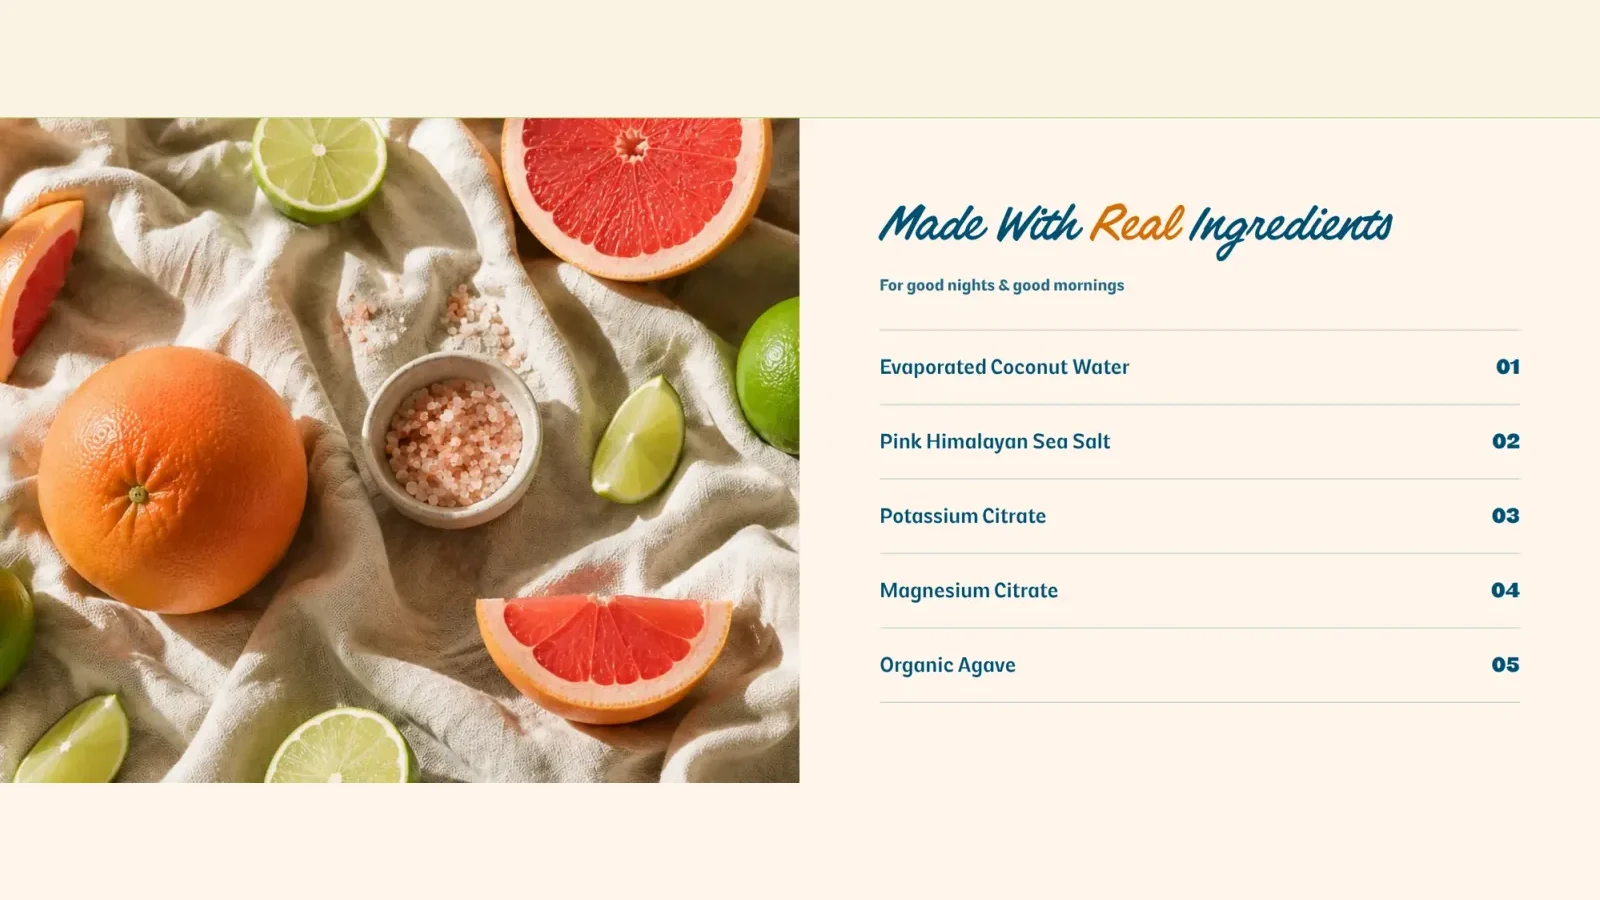 Made With Real Ingredients
For good nights & good mornings
Evaporated Coconut Water 01
Pink Himalayan Sea Salt 02
Potassium Citrate 03
Magnesium Citrate 04
Organic Agave 05